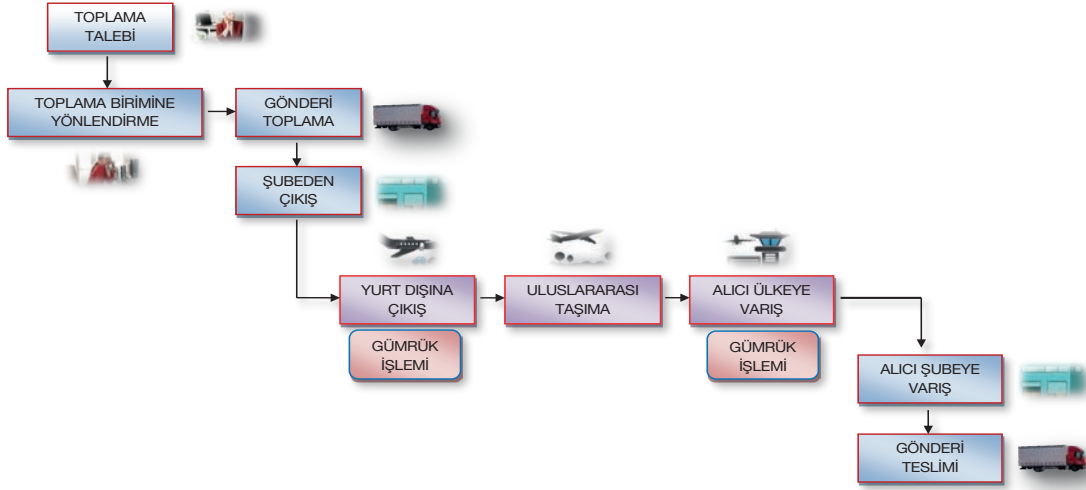 TOPLAMA
TALEBİ
TOPLAMA BİRİMİNE
YÖNLENDİRME
GÖNDERİ
TOPLAMA
ŞUBEDEN
ÇIKIŞ
YURT DIŞINA
ÇIKIŞ
GÜMRÜK
İŞLEMİ
ULUSLARARASI
TAŞIMA
ALICI ÜLKEYE
VARIŞ
GÜMRÜK
İŞLEMİ
ALICI ŞUBEYE
VARIŞ
GÖNDERİ
TESLİMİ